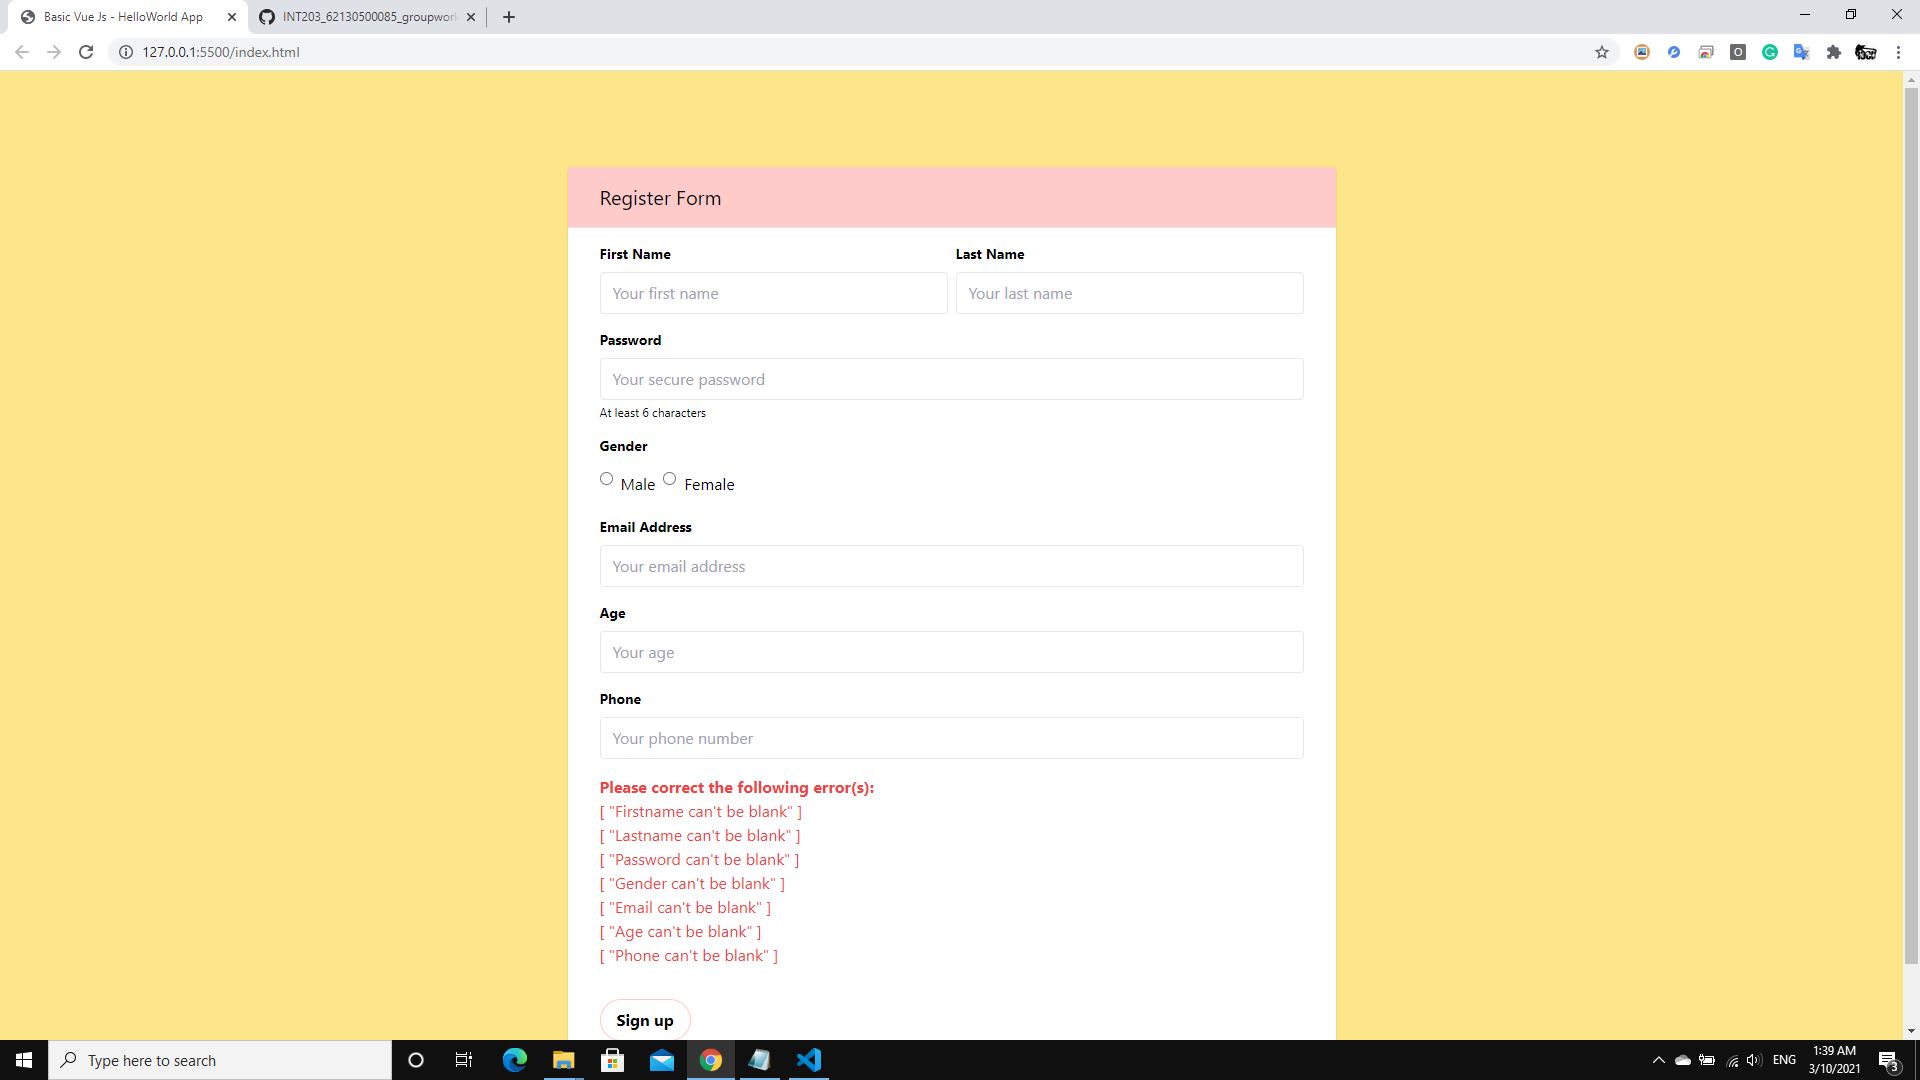 Basic Vue Js - HelloWorld App
INT203_62130500085_groupwork
127.0.0.1:5500/index.html
Register Form
First Name
Last Name
Your first name
Your last name
Password
Your secure password
At least 6 characters
Gender
Male
Female
Email Address
Your email address
Age
Your age
Phone
Your phone number
Please correct the following error(s):
[ "Firstname can't be blank" ]
[ "Lastname can't be blank" ]
[ "Password can't be blank" ]
[ "Gender can't be blank" ]
[ "Email can't be blank" ]
[ "Age can't be blank" ]
[ "Phone can't be blank" ]
Sign up
Type here to search
ENG
1:39 AM
3/10/2021
3